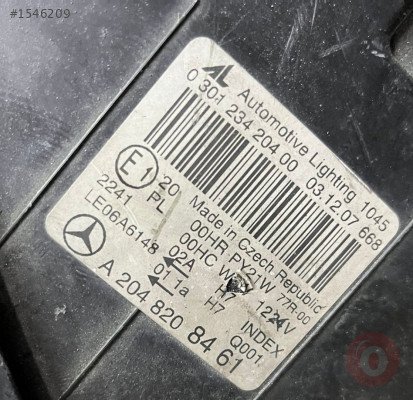 #1546209
AL Automotive Lighting 1045
0 301 234 204 00 03.12.07 668
E1 20 Made in Czech Republic
PL 00HR PY21W 77R-00
2241 00HC H7 1224V
LE06A6148 02A H7 INDEX
01 1a Q001
A 204 820 84 61